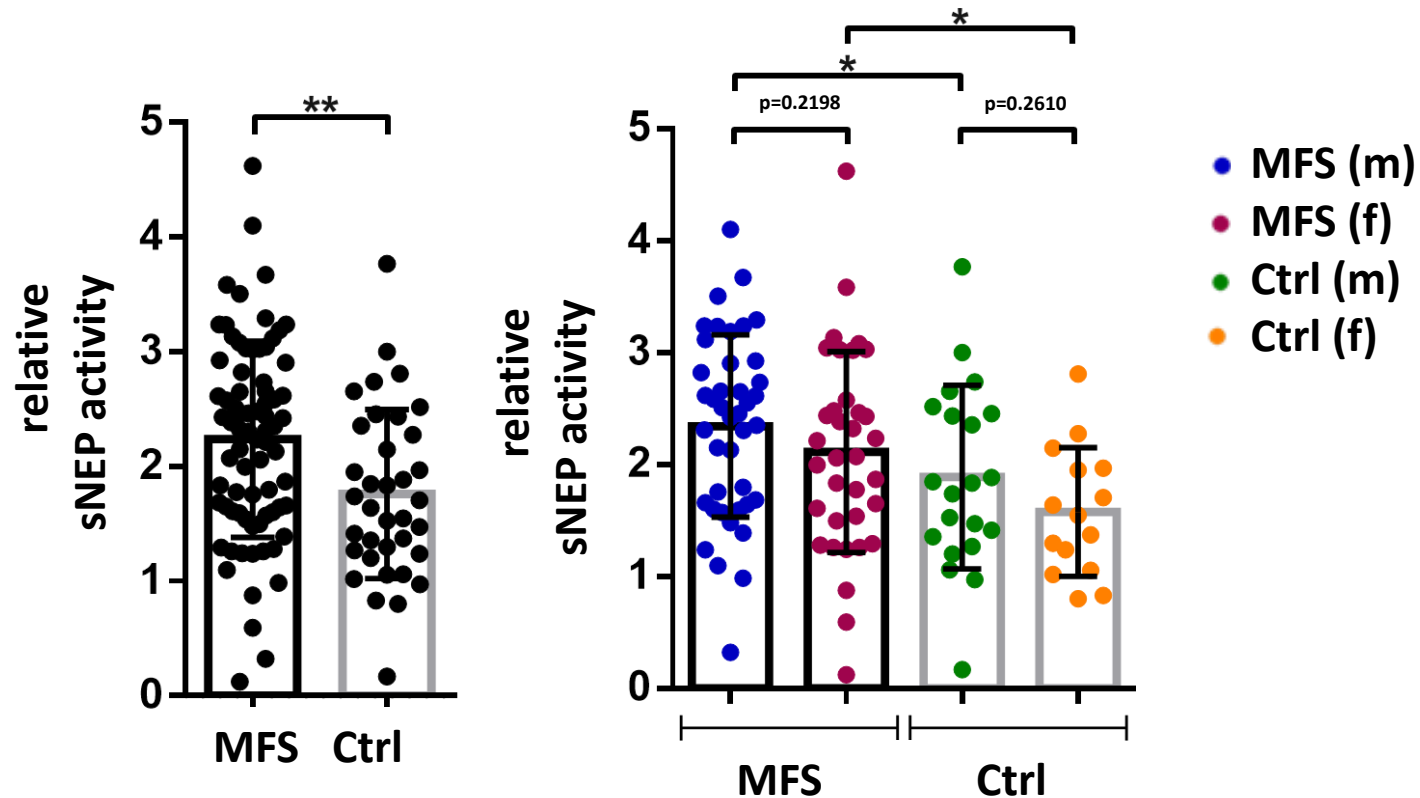 relative
sNEP activity
5
4
3
2
1
0
**
MFS Ctrl
relative
sNEP activity
5
4
3
2
1
0
*
*
p=0.2198
p=0.2610
MFS
Ctrl
MFS (m)
MFS (f)
Ctrl (m)
Ctrl (f)